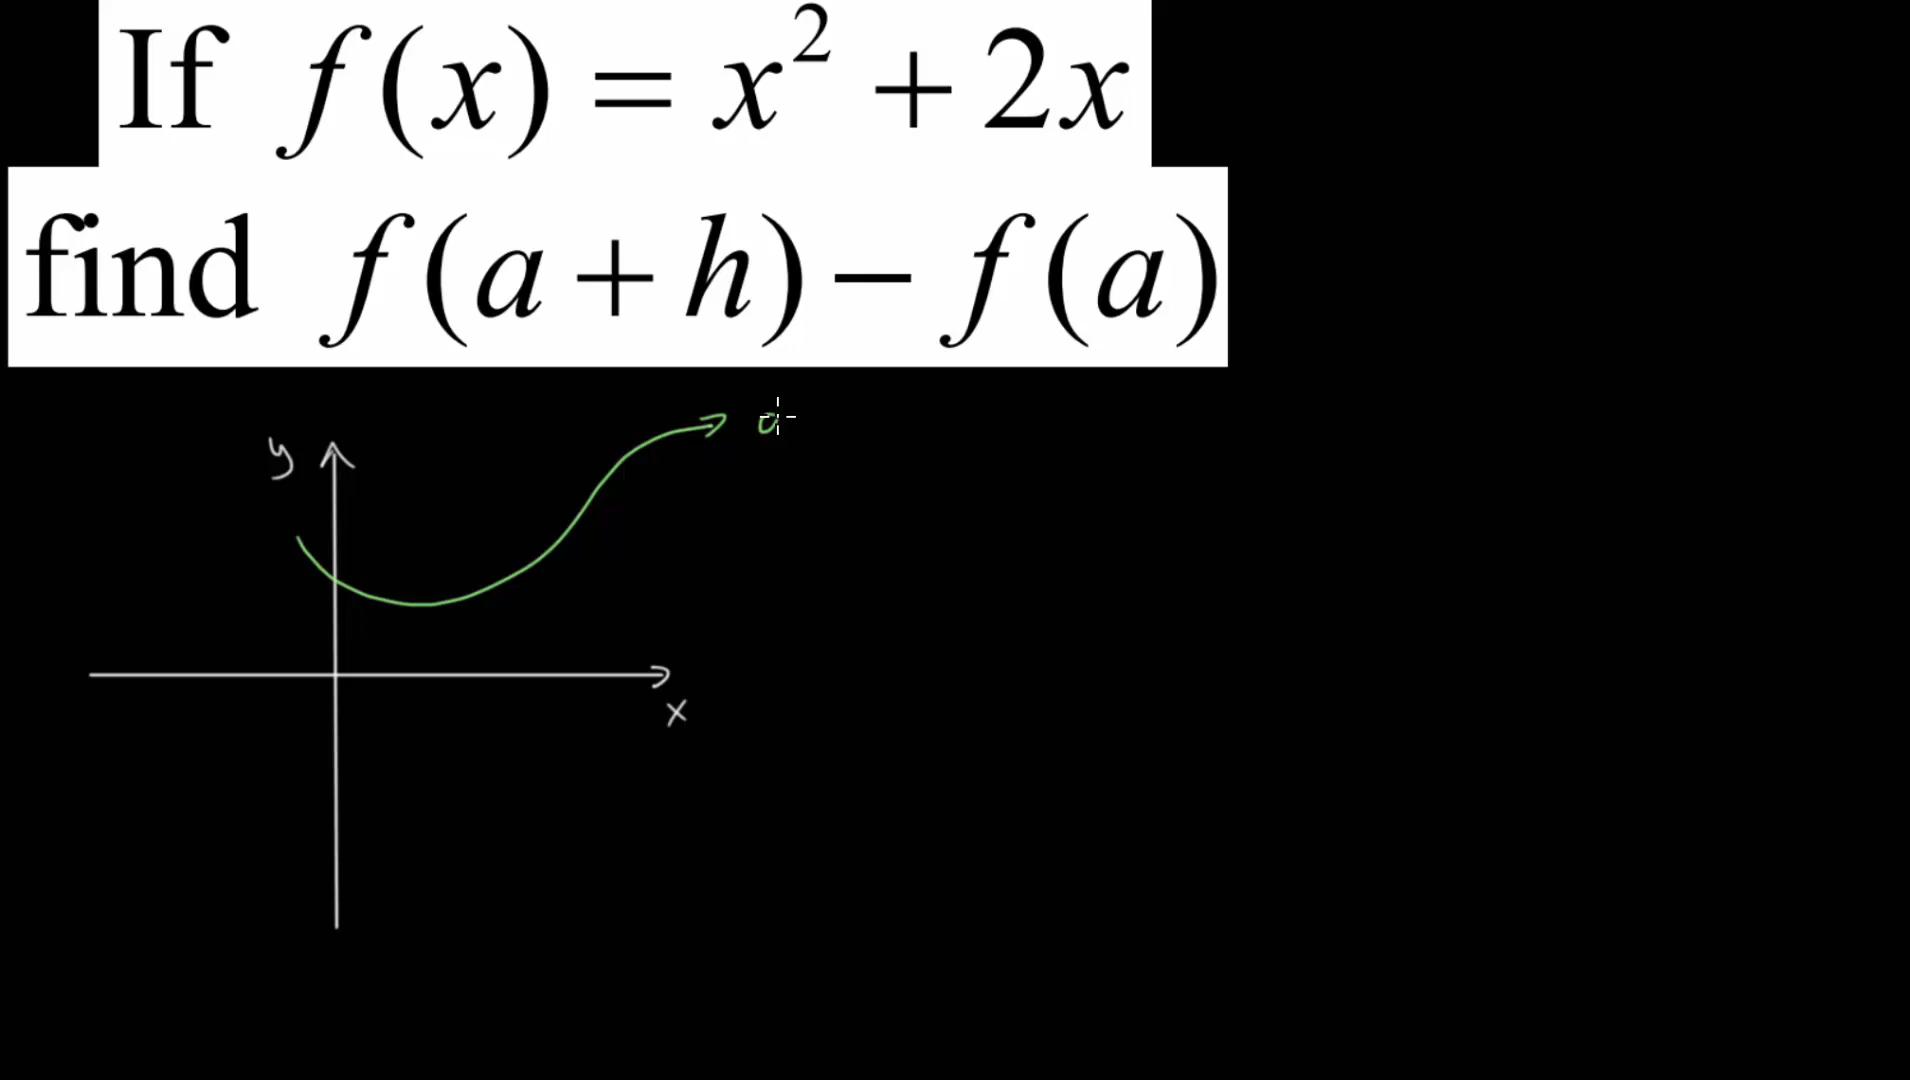 If f(x) = x² + 2x
find f(a + h) − f(a)
y
x